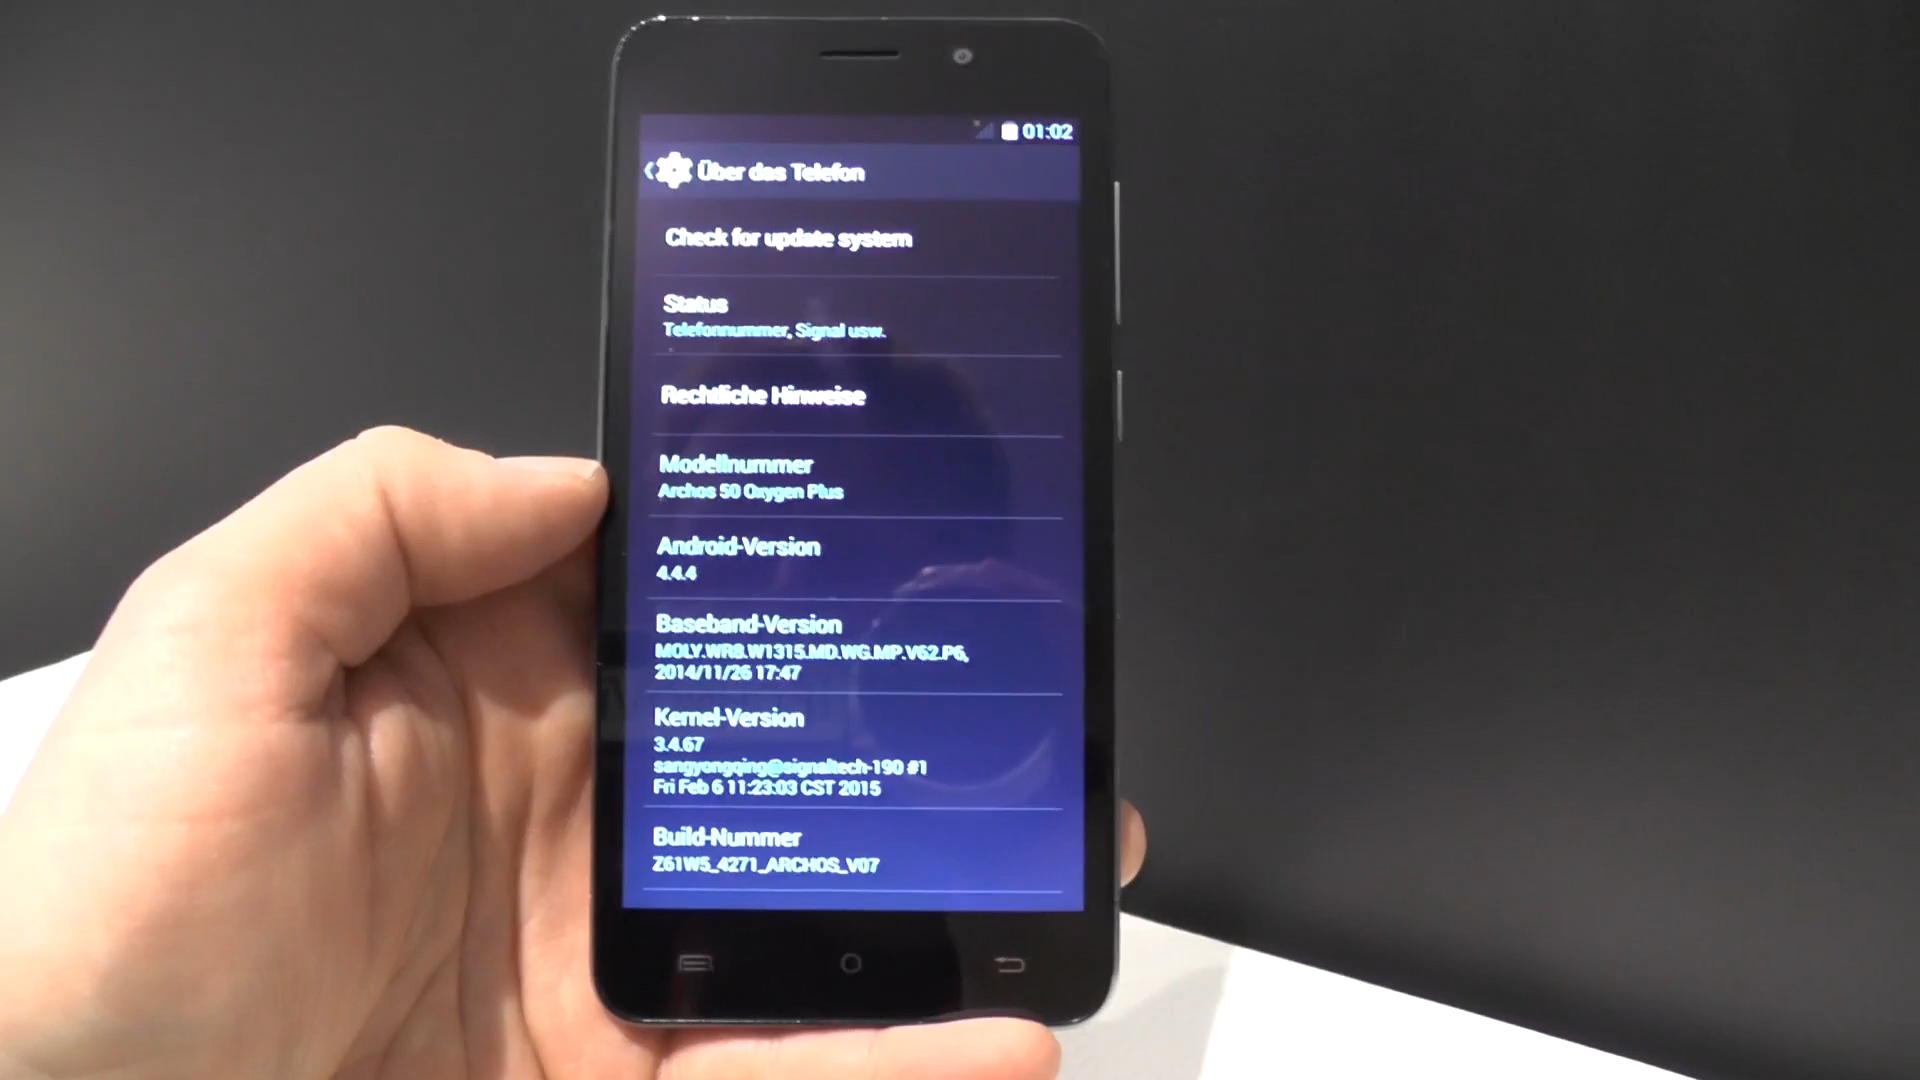 01:02
Über das Telefon
Check for update system
Status
Telefonnummer, Signal usw.
Rechtliche Hinweise
Modellnummer
Archos 50 Oxygen Plus
Android-Version
4.4.4
Baseband-Version
MOLY.WR8.W1315.MD.WG.MP.V62.P6,
2014/11/26 17:47
Kernel-Version
3.4.67
sangyongqing@signaltech-190 #1
Fri Feb 6 11:23:03 CST 2015
Build-Nummer
Z61W5_4271_ARCHOS_V07